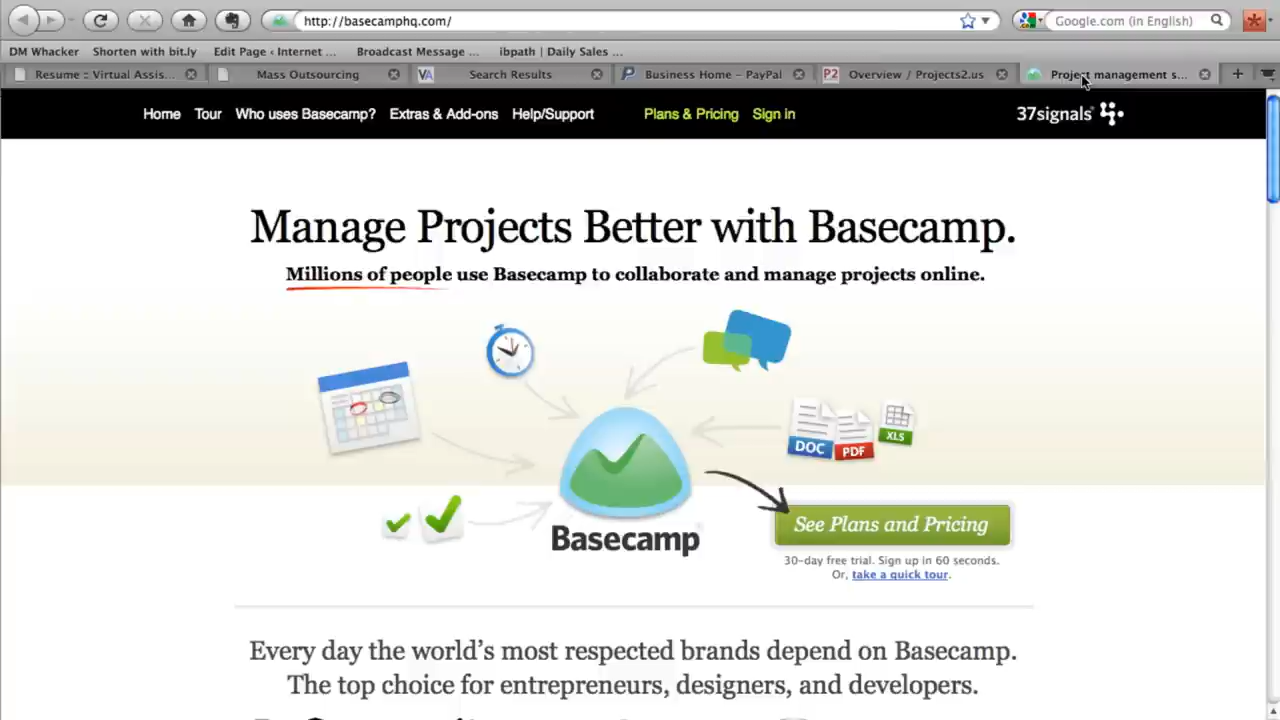 http://basecamphq.com/
Google.com (in English)
DM Whacker Shorten with bit.ly Edit Page ‹ Internet ... Broadcast Message ... ibpath | Daily Sales ...
Resume :: Virtual Assis... Mass Outsourcing VA Search Results Business Home – PayPal P2 Overview / Projects2.us Project management s...
Home Tour Who uses Basecamp? Extras & Add-ons Help/Support Plans & Pricing Sign in 37signals
Manage Projects Better with Basecamp.
Millions of people use Basecamp to collaborate and manage projects online.
DOC PDF XLS
Basecamp
See Plans and Pricing
30-day free trial. Sign up in 60 seconds.
Or, take a quick tour.
Every day the world's most respected brands depend on Basecamp.
The top choice for entrepreneurs, designers, and developers.